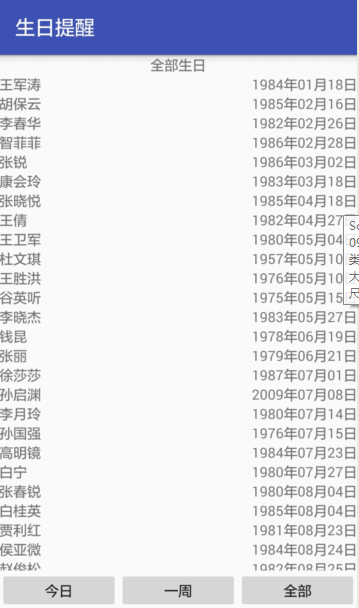 生日提醒
全部生日
王军涛 1984年01月18日
胡保云 1985年02月16日
李春华 1982年02月26日
智菲菲 1986年02月28日
张锐 1986年03月02日
康会玲 1983年03月18日
张晓悦 1985年04月18日
王倩 1982年04月27
王卫军 1980年05月04
杜文琪 1957年05月10
王胜洪 1976年05月10
谷英听 1975年05月15
李晓杰 1983年05月27日
钱昆 1978年06月19日
张丽 1979年06月21日
徐莎莎 1987年07月01日
孙启渊 2009年07月08日
李月玲 1980年07月14日
孙国强 1976年07月15日
高明镜 1984年07月23日
白宁 1980年07月27日
张春锐 1980年08月04日
白桂英 1985年08月04日
贾利红 1981年08月23日
侯亚微 1984年08月24日
赵俊松 1982年08月25日
今日 一周 全部